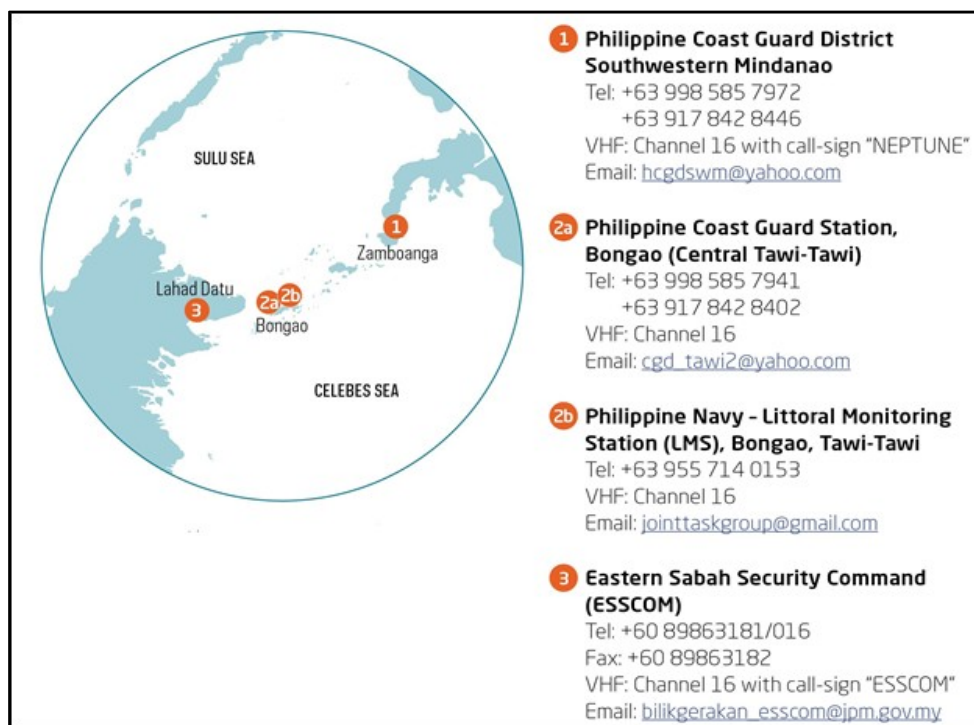 SULU SEA
1
Zamboanga
Lahad Datu
3
2a
2b
Bongao
CELEBES SEA
1 Philippine Coast Guard District
Southwestern Mindanao
Tel: +63 998 585 7972
+63 917 842 8446
VHF: Channel 16 with call-sign “NEPTUNE”
Email: hcgdswm@yahoo.com
2a Philippine Coast Guard Station,
Bongao (Central Tawi-Tawi)
Tel: +63 998 585 7941
+63 917 842 8402
VHF: Channel 16
Email: cgd_tawi2@yahoo.com
2b Philippine Navy – Littoral Monitoring
Station (LMS), Bongao, Tawi-Tawi
Tel: +63 955 714 0153
VHF: Channel 16
Email: jointtaskgroup@gmail.com
3 Eastern Sabah Security Command
(ESSCOM)
Tel: +60 89863181/016
Fax: +60 89863182
VHF: Channel 16 with call-sign “ESSCOM”
Email: bilikgerakan_esscom@jpm.gov.my